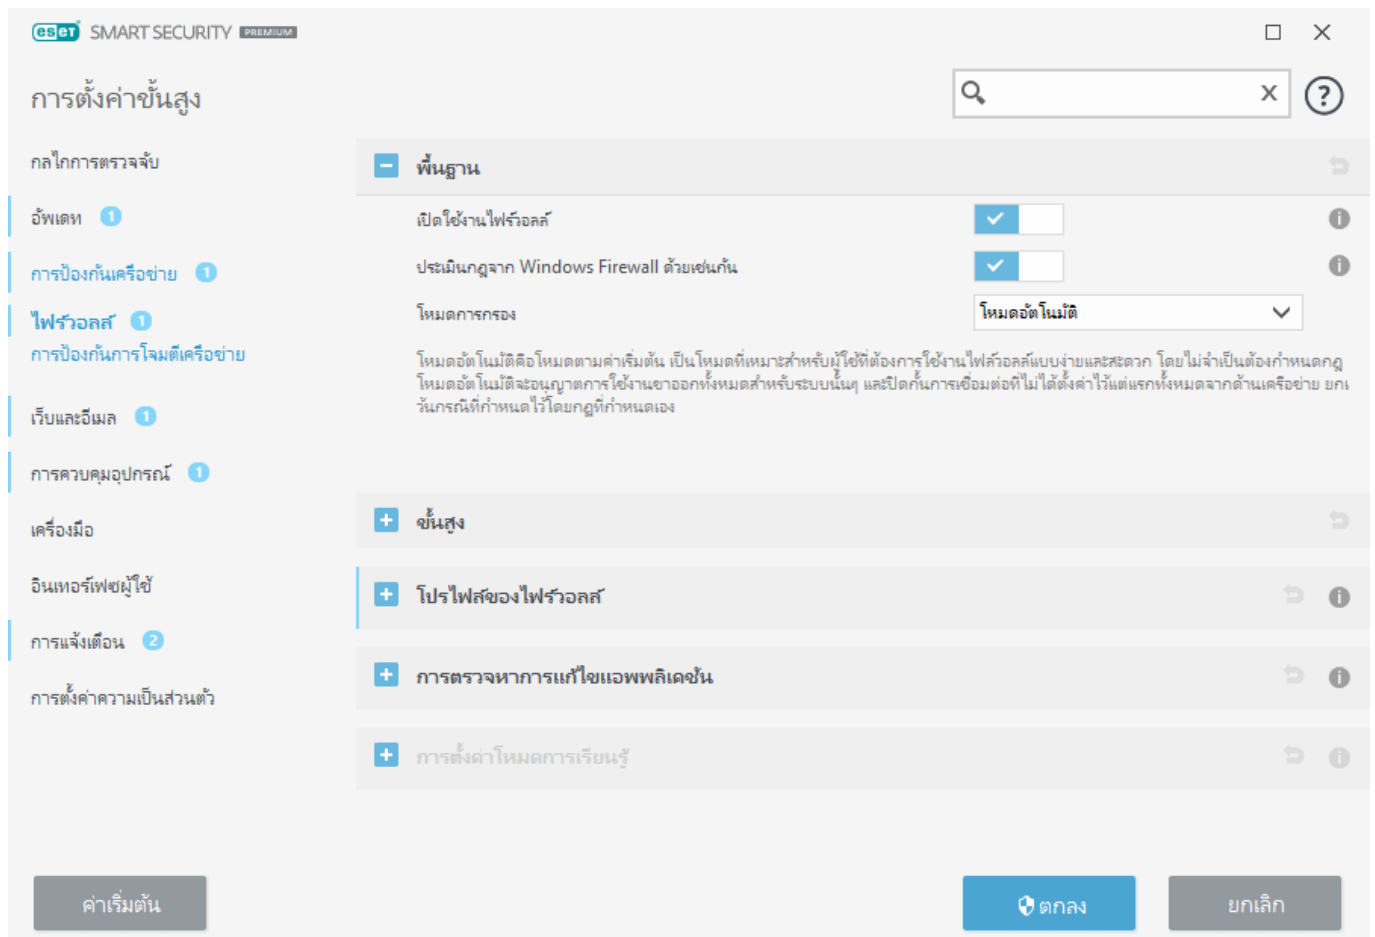 eset SMART SECURITY PREMIUM
การตั้งค่าขั้นสูง
x
?
กลไกการตรวจจับ
อัพเดท 1
การป้องกันเครือข่าย 1
ไฟร์วอลล์ 1
การป้องกันการโจมตีเครือข่าย
เว็บและอีเมล 1
การควบคุมอุปกรณ์ 1
เครื่องมือ
อินเทอร์เฟซผู้ใช้
การแจ้งเตือน 2
การตั้งค่าความเป็นส่วนตัว
พื้นฐาน
เปิดใช้งานไฟร์วอลล์
ประเมินกฎจาก Windows Firewall ด้วยเช่นกัน
โหมดการกรอง โหมดอัตโนมัติ
โหมดอัตโนมัติคือโหมดตามค่าเริ่มต้น เป็นโหมดที่เหมาะสำหรับผู้ใช้ที่ต้องการใช้งานไฟล์วอลล์แบบง่ายและสะดวก โดยไม่จำเป็นต้องกำหนดกฎ
โหมดอัตโนมัติจะอนุญาตการใช้งานขาออกทั้งหมดสำหรับระบบนั้นๆ และปิดกั้นการเชื่อมต่อที่ไม่ได้ตั้งค่าไว้แต่แรกทั้งหมดจากด้านเครือข่าย ยกเ
ว้นกรณีที่กำหนดไว้โดยกฎที่กำหนดเอง
ขั้นสูง
โปรไฟล์ของไฟร์วอลล์
การตรวจหาการแก้ไขแอพพลิเคชัน
การตั้งค่าโหมดการเรียนรู้
ค่าเริ่มต้น
ตกลง
ยกเลิก